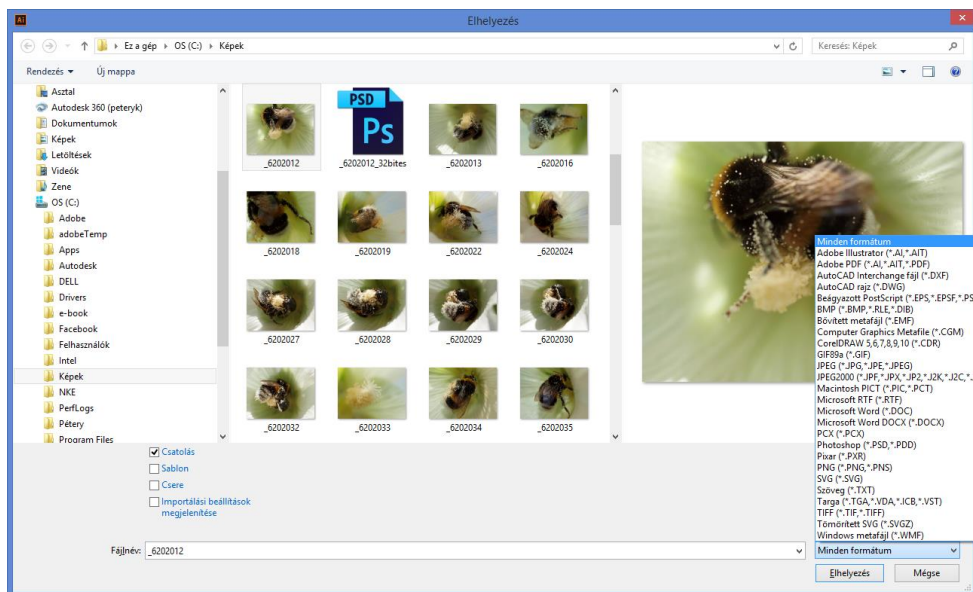 Ai
Elhelyezés
Ez a gép
OS (C:)
Képek
Keresés: Képek
Rendezés
Új mappa
Asztal
Autodesk 360 (peteryk)
Dokumentumok
Képek
Letöltések
Videók
Zene
OS (C:)
Adobe
adobeTemp
Apps
Autodesk
DELL
Drivers
e-book
Facebook
Felhasználók
Intel
Képek
NKE
PerfLogs
Pétery
Program Files
PSD
Ps
_6202012
_6202012_32bites
_6202013
_6202016
_6202018
_6202019
_6202022
_6202024
_6202027
_6202028
_6202029
_6202030
_6202032
_6202033
_6202034
_6202035
Minden formátum
Adobe Illustrator (*.AI,*.AIT)
Adobe PDF (*.AI,*.AIT,*.PDF)
AutoCAD Interchange fájl (*.DXF)
AutoCAD rajz (*.DWG)
Beágyazott PostScript (*.EPS,*.EPSF,*.PS
BMP (*.BMP,*.RLE,*.DIB)
Bővített metafájl (*.EMF)
Computer Graphics Metafile (*.CGM)
CorelDRAW 5,6,7,8,9,10 (*.CDR)
GIF89a (*.GIF)
JPEG (*.JPG,*.JPE,*.JPEG)
JPEG2000 (*.JPF,*.JPX,*.JP2,*.J2K,*.J2C,*.
Macintosh PICT (*.PIC,*.PCT)
Microsoft RTF (*.RTF)
Microsoft Word (*.DOC)
Microsoft Word DOCX (*.DOCX)
PCX (*.PCX)
Photoshop (*.PSD,*.PDD)
Pixar (*.PXR)
PNG (*.PNG,*.PNS)
SVG (*.SVG)
Szöveg (*.TXT)
Targa (*.TGA,*.VDA,*.ICB,*.VST)
TIFF (*.TIF,*.TIFF)
Tömörített SVG (*.SVGZ)
Windows metafájl (*.WMF)
Csatolás
Sablon
Csere
Importálási beállítások
megjelenítése
Fájlnév:
_6202012
Minden formátum
Elhelyezés
Mégse